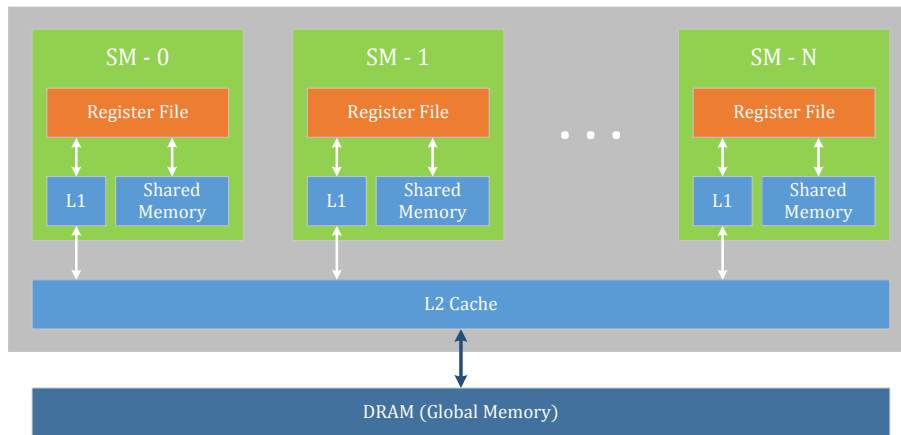 SM - 0
Register File
L1
Shared
Memory
SM - 1
Register File
L1
Shared
Memory
. . .
SM - N
Register File
L1
Shared
Memory
L2 Cache
DRAM (Global Memory)